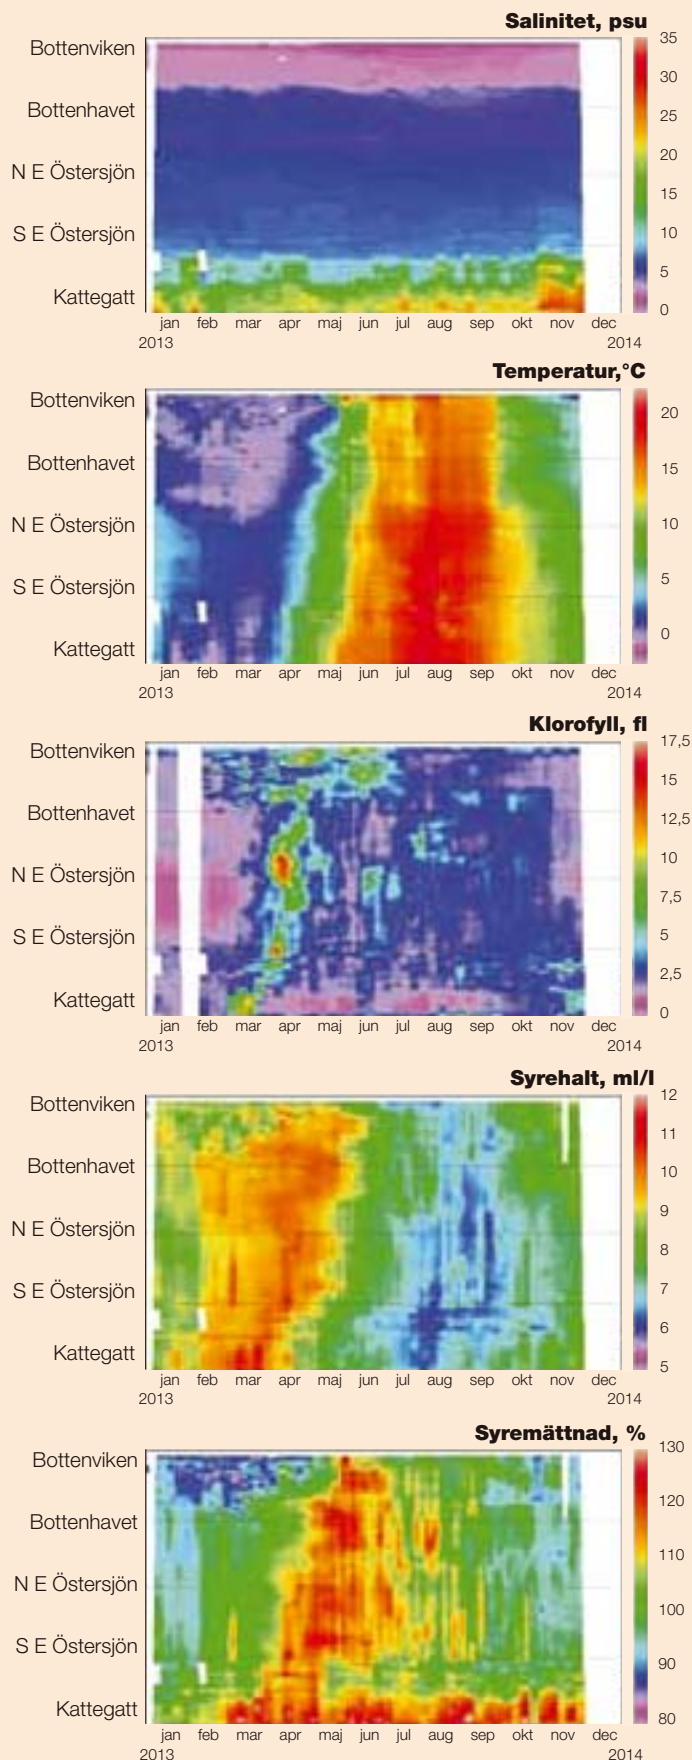 Salinitet, psu
Bottenviken
Bottenhavet
N E Östersjön
S E Östersjön
Kattegatt
35
30
25
20
15
10
5
0
jan feb mar apr maj jun jul aug sep okt nov dec
2013 2014
Temperatur,°C
Bottenviken
Bottenhavet
N E Östersjön
S E Östersjön
Kattegatt
20
15
10
5
0
jan feb mar apr maj jun jul aug sep okt nov dec
2013 2014
Klorofyll, fl
Bottenviken
Bottenhavet
N E Östersjön
S E Östersjön
Kattegatt
17,5
15
12,5
10
7,5
5
2,5
0
jan feb mar apr maj jun jul aug sep okt nov dec
2013 2014
Syrehalt, ml/l
Bottenviken
Bottenhavet
N E Östersjön
S E Östersjön
Kattegatt
12
11
10
9
8
7
6
5
jan feb mar apr maj jun jul aug sep okt nov dec
2013 2014
Syremättnad, %
Bottenviken
Bottenhavet
N E Östersjön
S E Östersjön
Kattegatt
130
120
110
100
90
80
jan feb mar apr maj jun jul aug sep okt nov dec
2013 2014